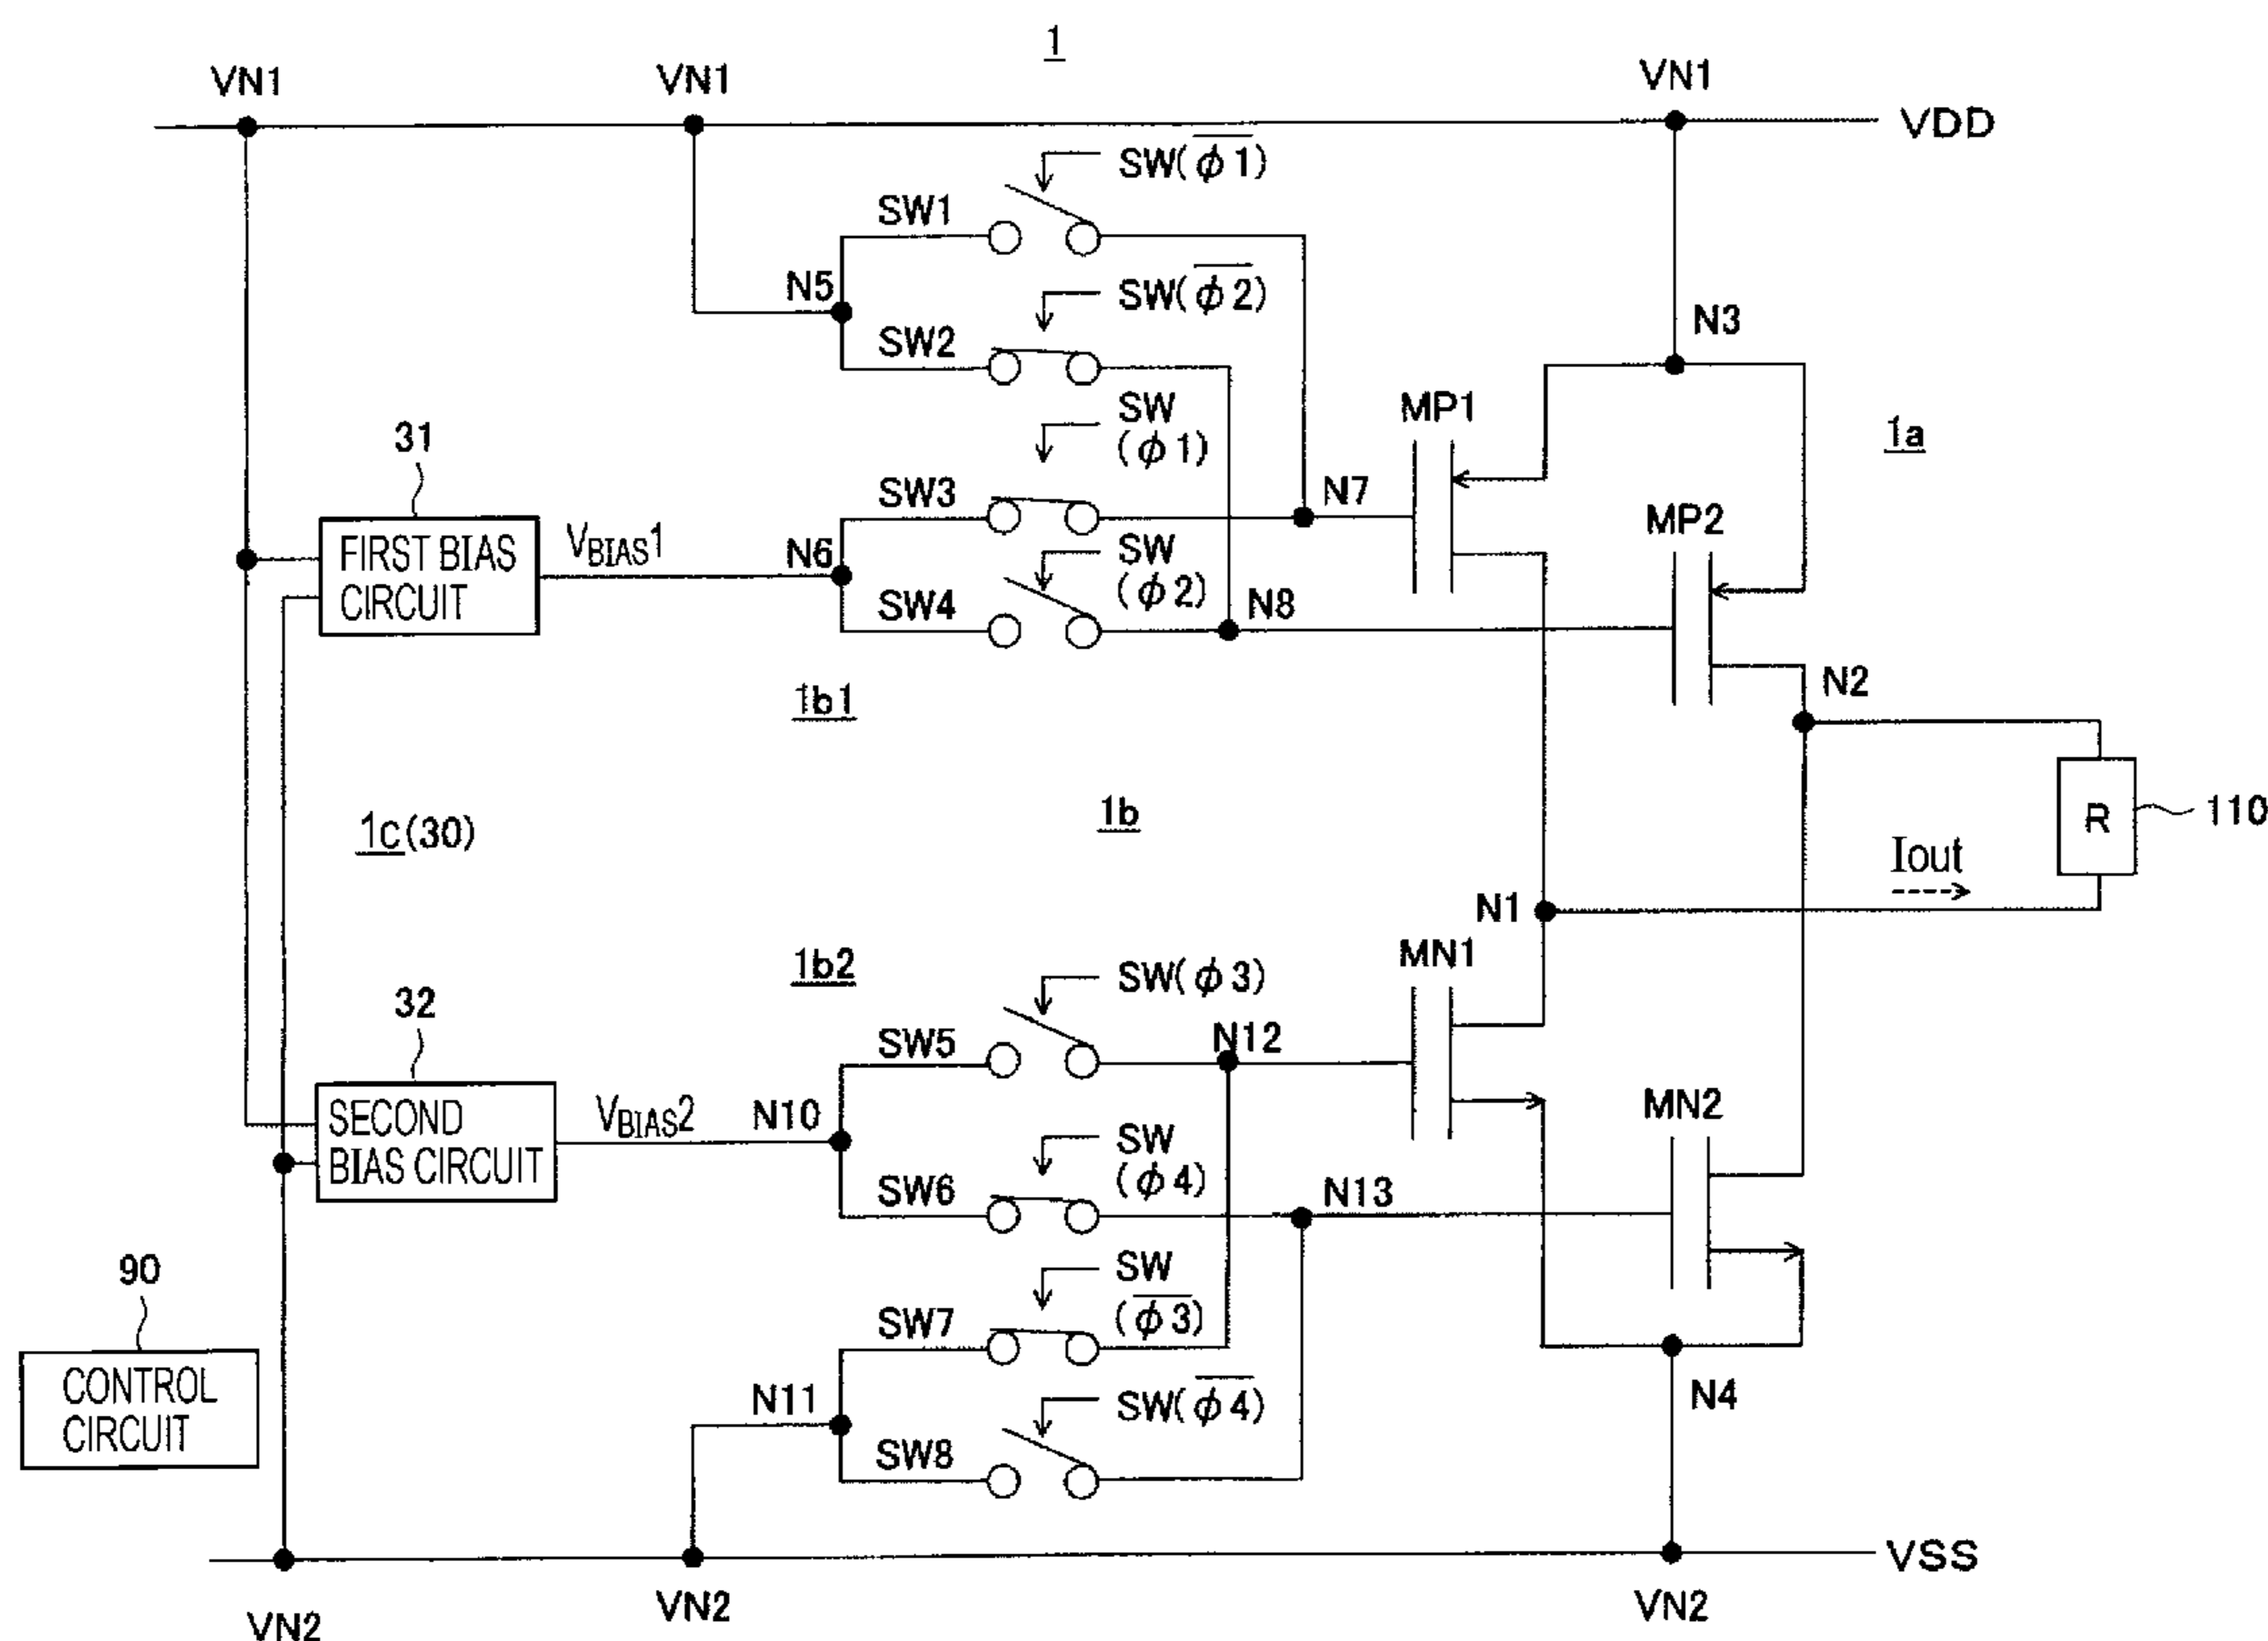 1
VN1
VN1
VN1
VDD
SW(φ1̅)
SW1
N5
SW(φ2̅)
SW2
N3
SW
(φ1)
MP1
1a
31
SW3
N7
MP2
FIRST BIAS
CIRCUIT
VBIAS1
N6
SW
(φ2)
SW4
N8
N2
1b1
1c(30)
1b
R
110
Iout
N1
1b2
SW(φ3)
MN1
32
SW5
N12
SECOND
BIAS CIRCUIT
VBIAS2
N10
SW
(φ4)
MN2
SW6
N13
90
SW
(φ3̅)
SW7
CONTROL
CIRCUIT
N11
SW(φ4̅)
N4
SW8
VSS
VN2
VN2
VN2